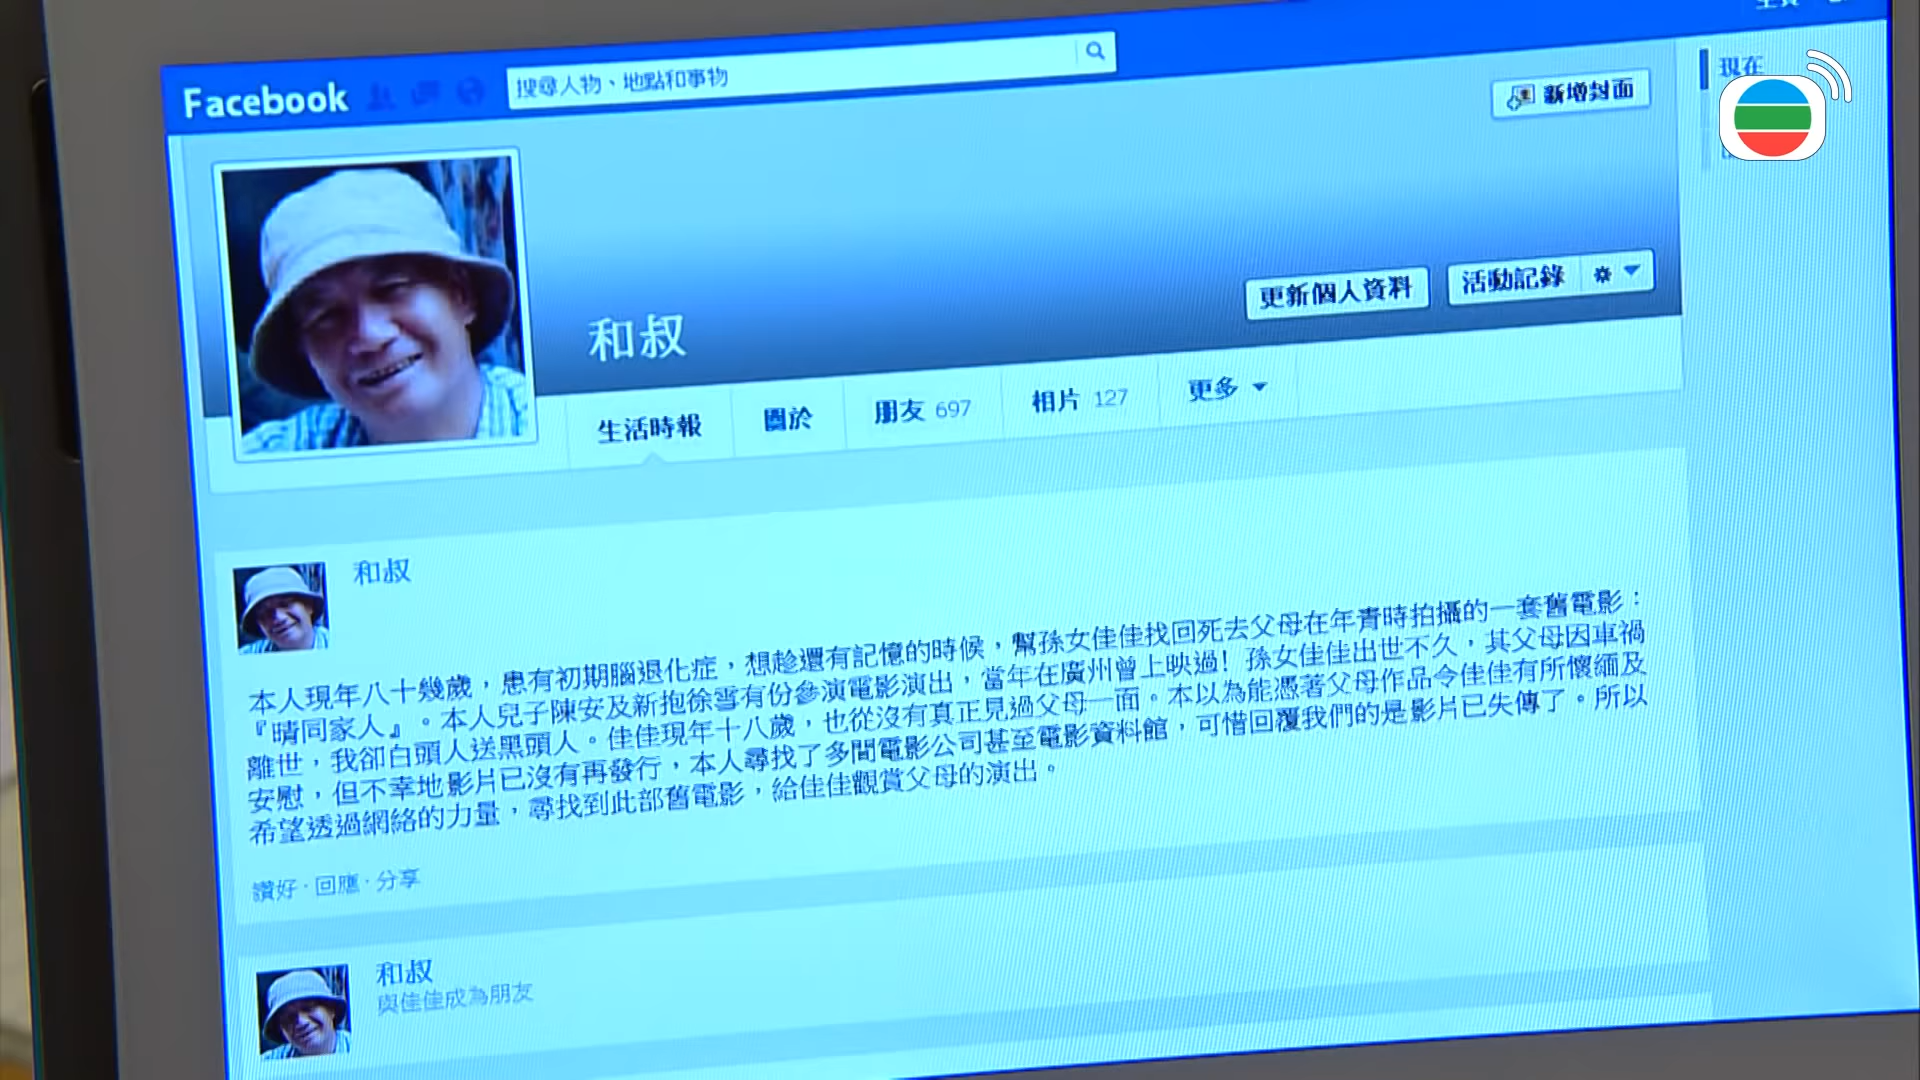 Facebook
搜尋人物、地點和事物
現在
新增封面
和叔
更新個人資料
活動記錄
生活時報
關於
朋友 697
相片 127
更多
和叔
本人現年八十幾歲，患有初期腦退化症，想趁還有記憶的時候，幫孫女佳佳找回死去父母在年青時拍攝的一套舊電影：
『晴同家人』。本人兒子陳安及新抱徐雪有份參演電影演出，當年在廣州曾上映過！孫女佳佳出世不久，其父母因車禍
離世，我卻白頭人送黑頭人。佳佳現年十八歲，也從沒有真正見過父母一面。本以為能憑著父母作品令佳佳有所懷緬及
安慰，但不幸地影片已沒有再發行，本人尋找了多間電影公司甚至電影資料館，可惜回覆我們的是影片已失傳了。所以
希望透過網絡的力量，尋找到此部舊電影，給佳佳觀賞父母的演出。
讚好·回應·分享
和叔
與佳佳成為朋友